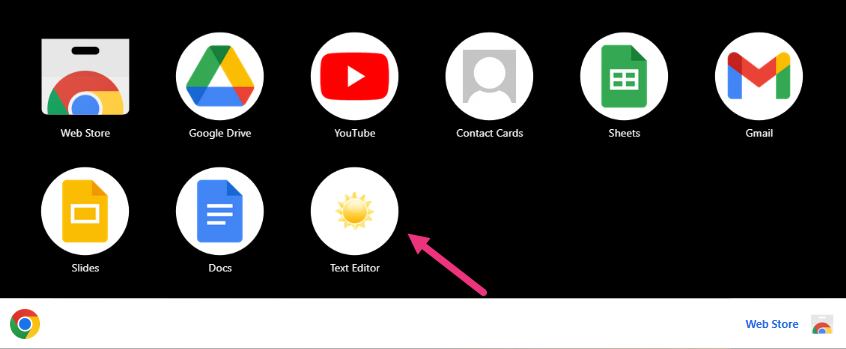 Web Store
Google Drive
YouTube
Contact Cards
Sheets
Gmail
Slides
Docs
Text Editor
Web Store